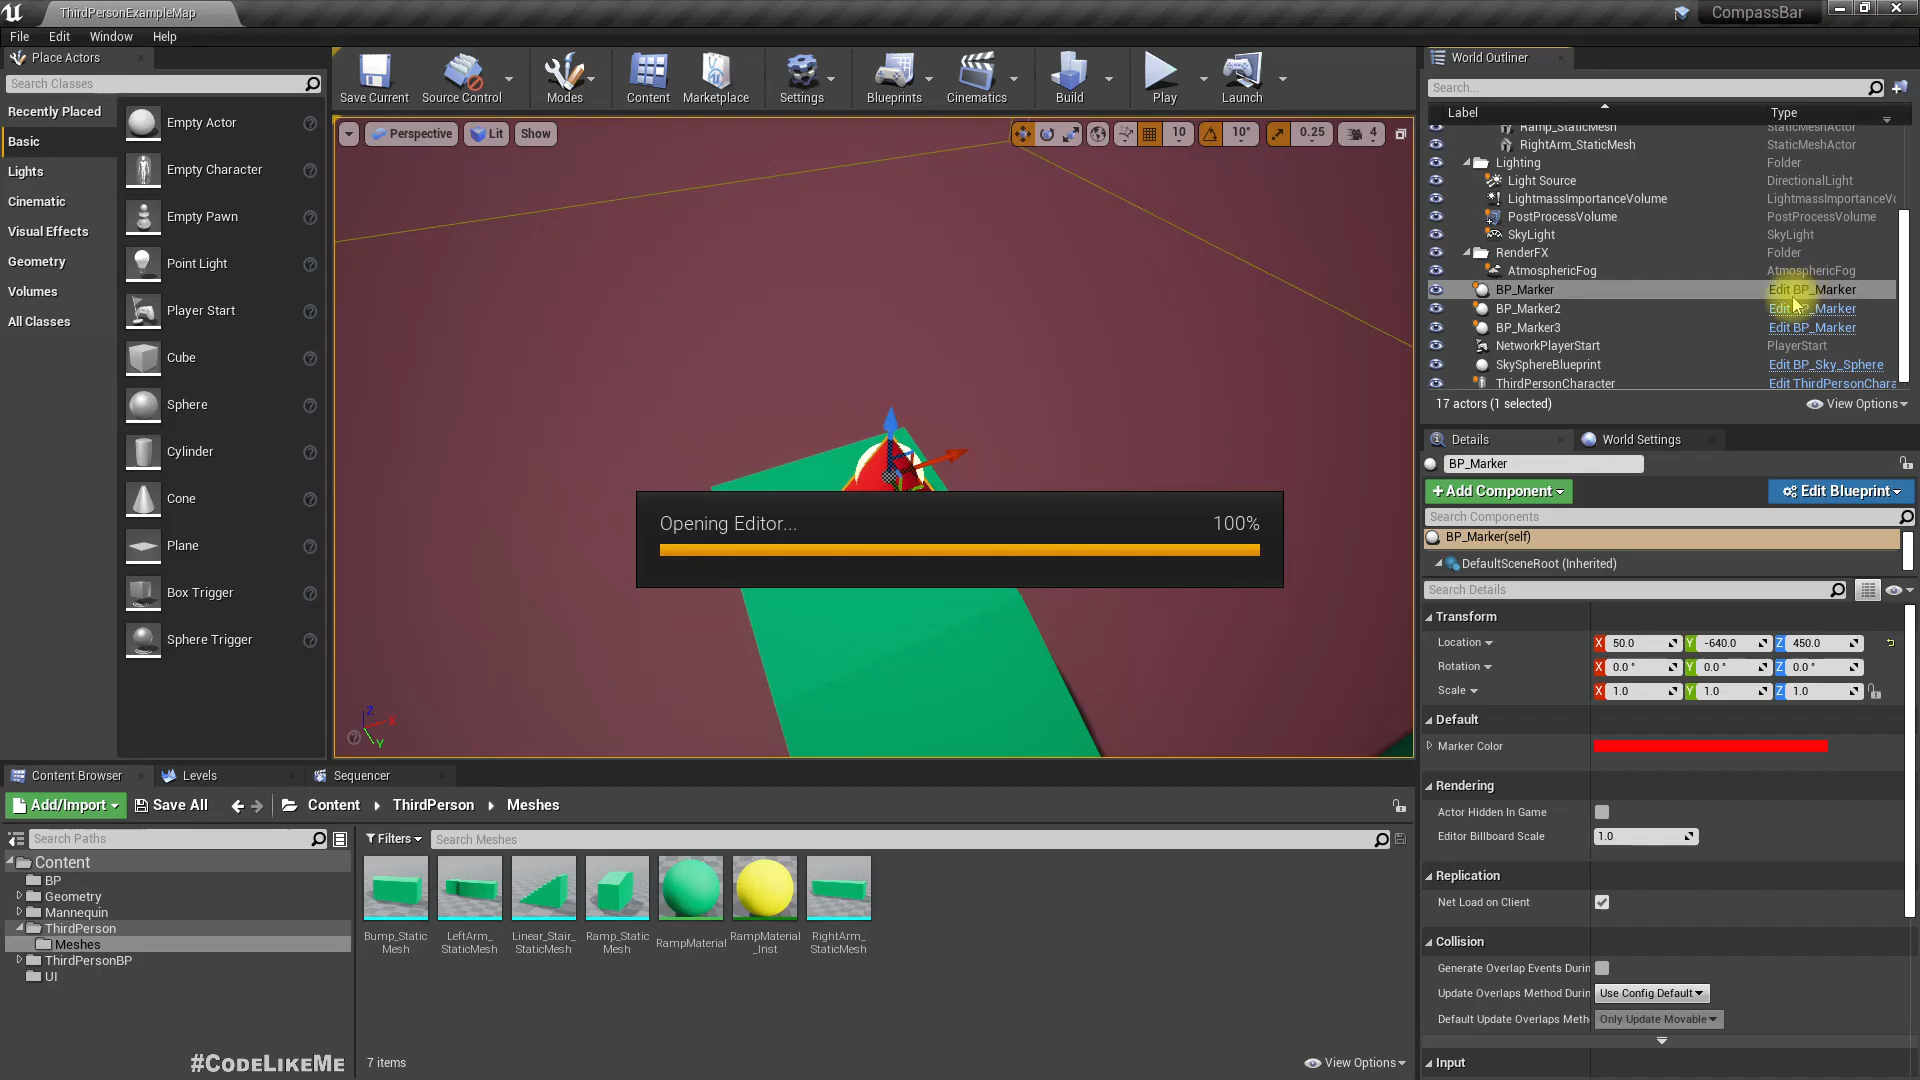 ThirdPersonExampleMap
CompassBar
File Edit Window Help
Place Actors
Search Classes
Recently Placed
Basic
Lights
Cinematic
Visual Effects
Geometry
Volumes
All Classes
Empty Actor
Empty Character
Empty Pawn
Point Light
Player Start
Cube
Sphere
Cylinder
Cone
Plane
Box Trigger
Sphere Trigger
Save Current Source Control Modes Content Marketplace Settings Blueprints Cinematics Build Play Launch
Perspective Lit Show 10 10° 0.25 4
Opening Editor... 100%
Z X Y
World Outliner
Search...
Label Type
Ramp_StaticMesh StaticMeshActor
RightArm_StaticMesh StaticMeshActor
Lighting Folder
Light Source DirectionalLight
LightmassImportanceVolume LightmassImportanceVo
PostProcessVolume PostProcessVolume
SkyLight SkyLight
RenderFX Folder
AtmosphericFog AtmosphericFog
BP_Marker Edit BP_Marker
BP_Marker2 Edit BP_Marker
BP_Marker3 Edit BP_Marker
NetworkPlayerStart PlayerStart
SkySphereBlueprint Edit BP_Sky_Sphere
ThirdPersonCharacter Edit ThirdPersonChara
17 actors (1 selected) View Options
Details World Settings
BP_Marker
+Add Component Edit Blueprint
Search Components
BP_Marker(self)
DefaultSceneRoot (Inherited)
Search Details
Transform
Location X 50.0 Y -640.0 Z 450.0
Rotation X 0.0 ° Y 0.0 ° Z 0.0 °
Scale X 1.0 Y 1.0 Z 1.0
Default
Marker Color
Rendering
Actor Hidden In Game
Editor Billboard Scale 1.0
Replication
Net Load on Client
Collision
Generate Overlap Events Durin
Update Overlaps Method Durin Use Config Default
Default Update Overlaps Meth Only Update Movable
Input
Content Browser Levels Sequencer
Add/Import Save All Content ThirdPerson Meshes
Search Paths
Filters Search Meshes
Content
BP
Geometry
Mannequin
ThirdPerson
Meshes
ThirdPersonBP
UI
Bump_Static
Mesh
LeftArm_
StaticMesh
Linear_Stair_
StaticMesh
Ramp_Static
Mesh
RampMaterial
RampMaterial
_Inst
RightArm_
StaticMesh
7 items View Options
#CodeLikeMe